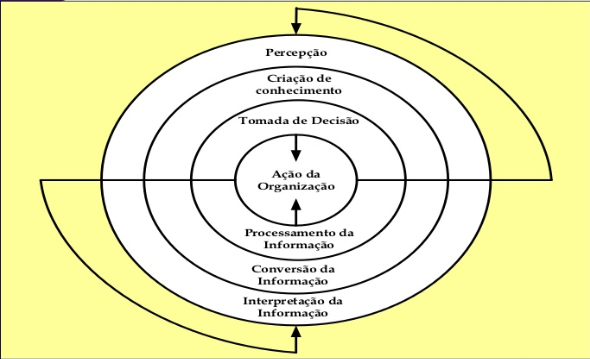 Percepção
Criação de
conhecimento
Tomada de Decisão
Ação da
Organização
Processamento da
Informação
Conversão da
Informação
Interpretação da
Informação